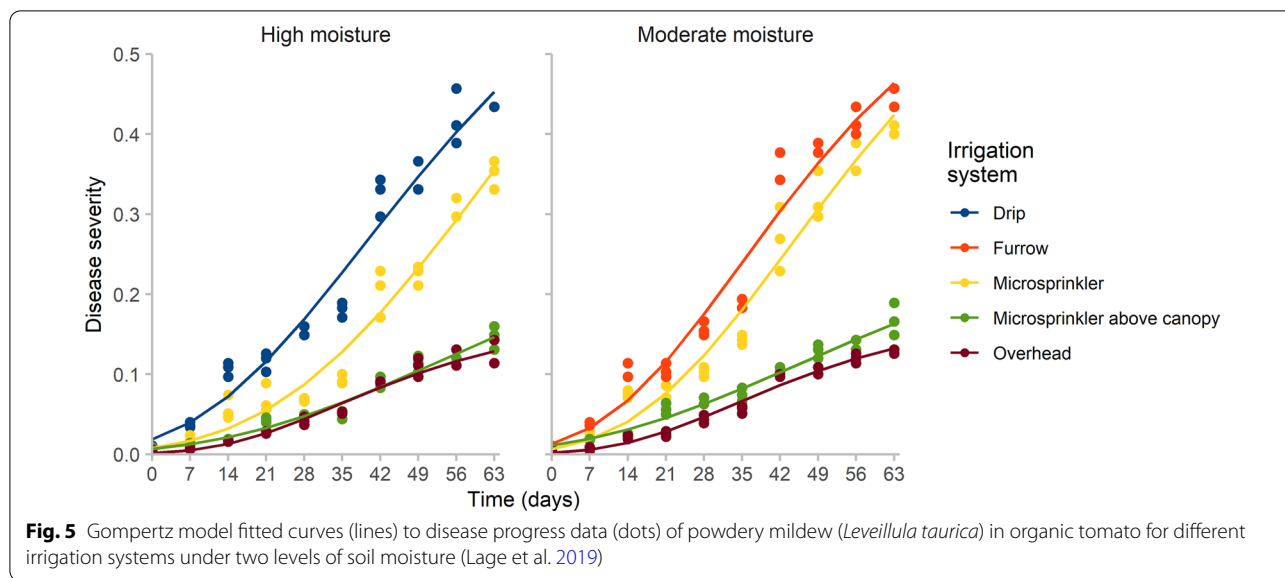 High moisture
Moderate moisture
Disease severity
0.5
0.4
0.3
0.2
0.1
0.0
0 7 14 21 28 35 42 49 56 63
0 7 14 21 28 35 42 49 56 63
Time (days)
Irrigation
system
Drip
Furrow
Microsprinkler
Microsprinkler above canopy
Overhead
Fig. 5 Gompertz model fitted curves (lines) to disease progress data (dots) of powdery mildew (Leveillula taurica) in organic tomato for different
irrigation systems under two levels of soil moisture (Lage et al. 2019)